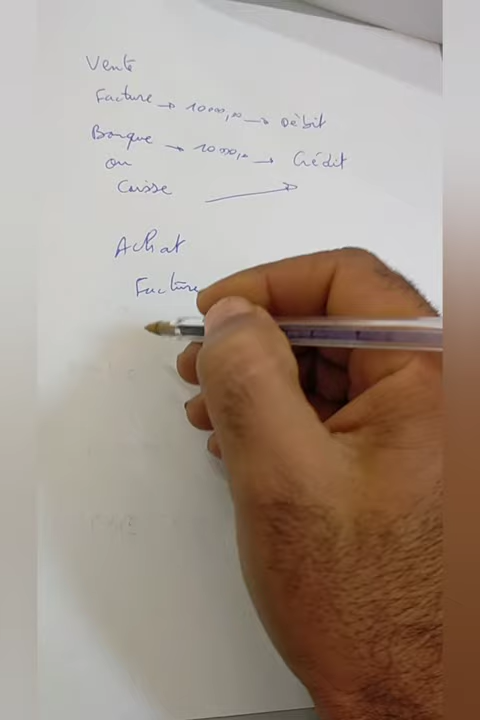 Vente
Facture → 10000,00 → Débit
Banque → 10000,00 → Crédit
ou
Caisse →
Achat
Facture